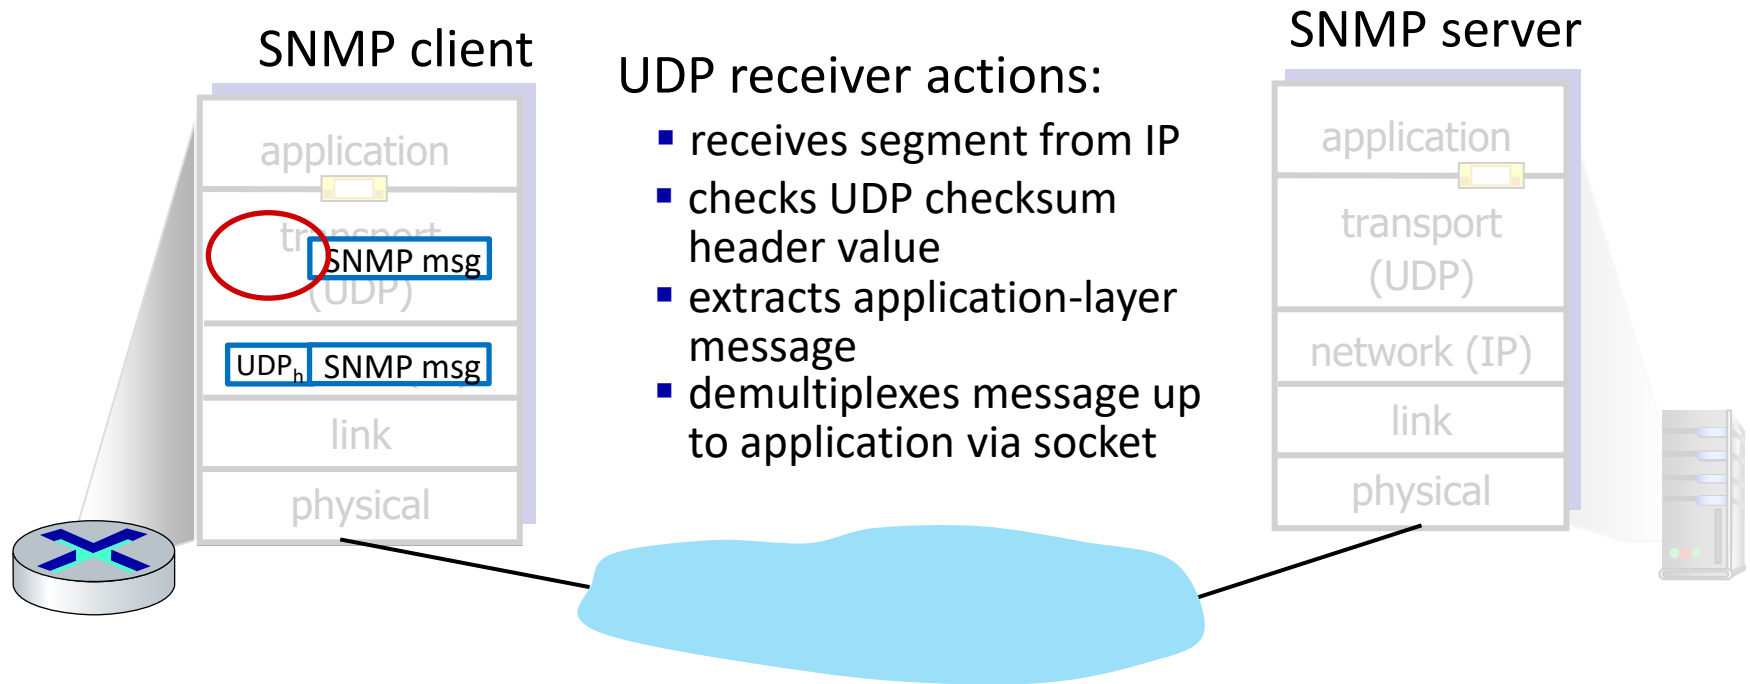 SNMP client
application
transport
SNMP msg
(UDP)
UDPh SNMP msg
link
physical
UDP receiver actions:
▪ receives segment from IP
▪ checks UDP checksum
header value
▪ extracts application-layer
message
▪ demultiplexes message up
to application via socket
SNMP server
application
transport
(UDP)
network (IP)
link
physical